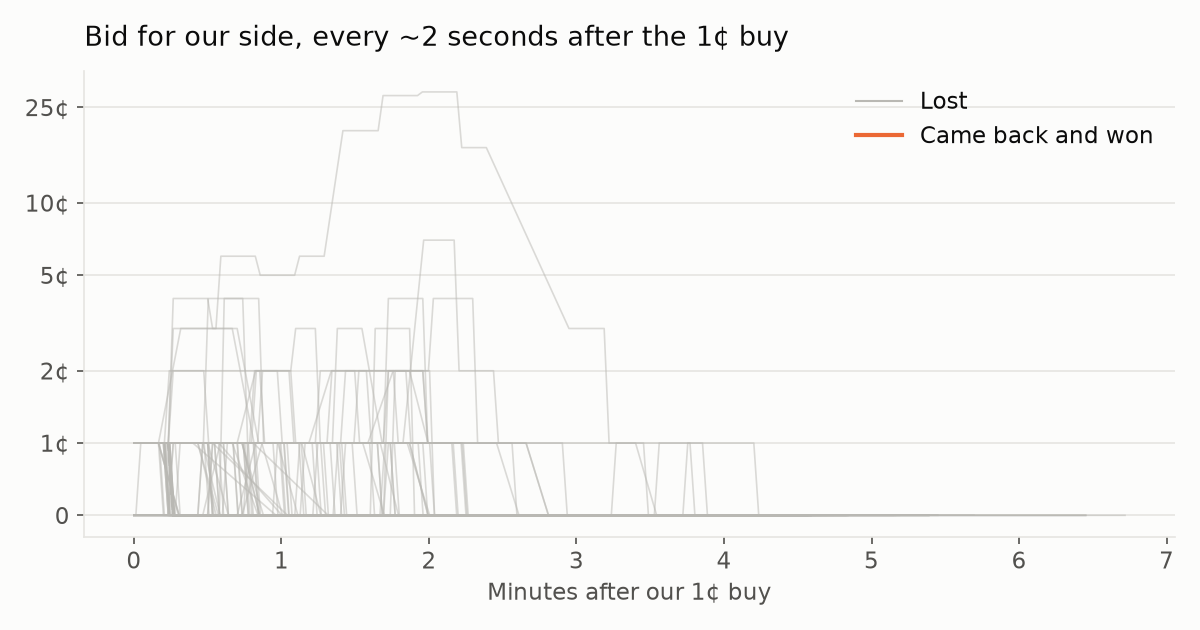 Bid for our side, every ~2 seconds after the 1¢ buy
Lost
Came back and won
25¢
10¢
5¢
2¢
1¢
0
0 1 2 3 4 5 6 7
Minutes after our 1¢ buy